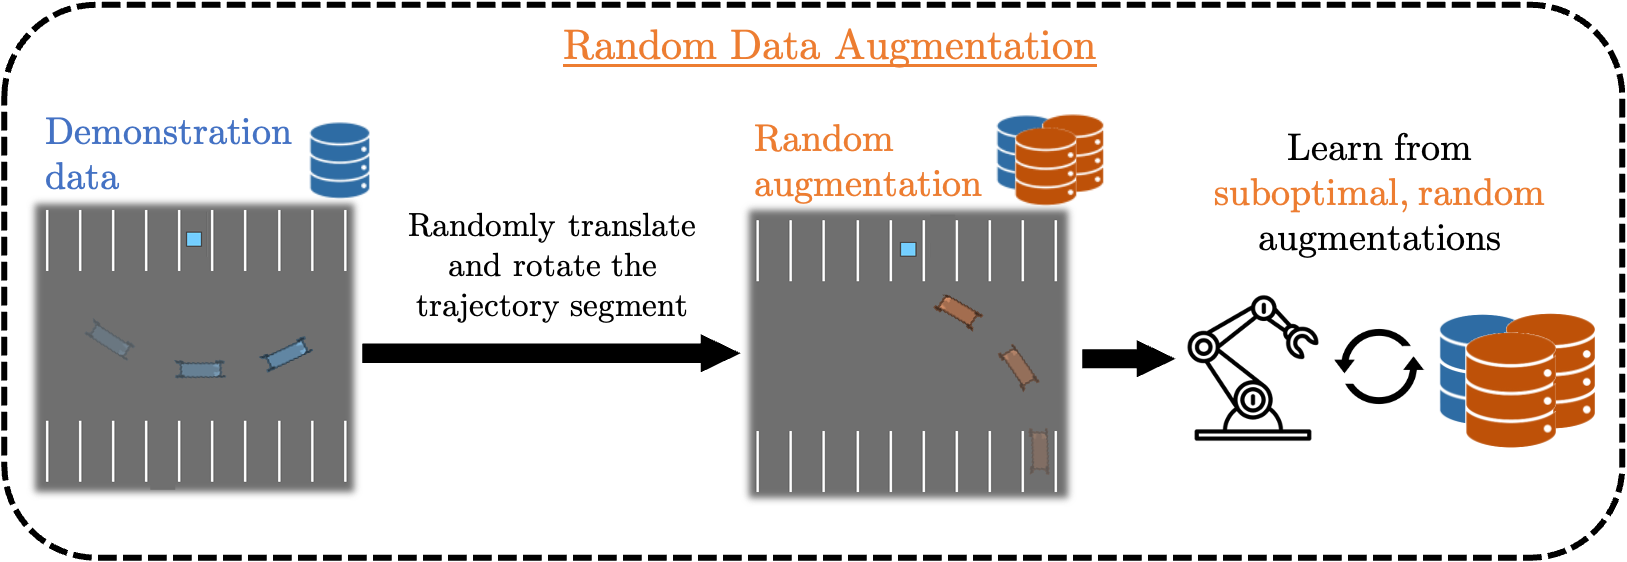 Random Data Augmentation
Demonstration
data
Randomly translate
and rotate the
trajectory segment
Random
augmentation
Learn from
suboptimal, random
augmentations